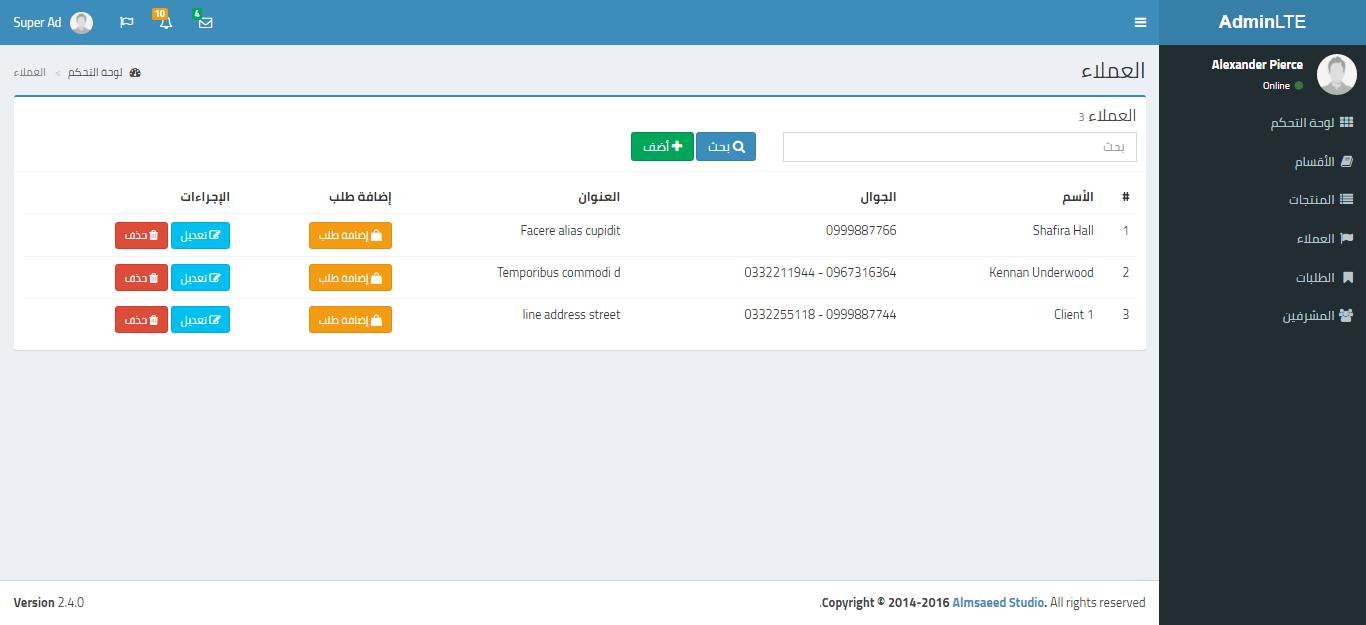 AdminLTE
Super Ad 10 4
Alexander Pierce
Online
لوحة التحكم
الأقسام
المنتجات
العملاء
الطلبات
المشرفين
العملاء
لوحة التحكم > العملاء
العملاء 3
بحث بحث أضف
# الأسم الجوال العنوان إضافة طلب الإجراءات
1 Shafira Hall 0999887766 Facere alias cupidit إضافة طلب تعديل حذف
2 Kennan Underwood 0332211944 - 0967316364 Temporibus commodi d إضافة طلب تعديل حذف
3 Client 1 0332255118 - 0999887744 line address street إضافة طلب تعديل حذف
.Copyright © 2014-2016 Almsaeed Studio. All rights reserved
Version 2.4.0